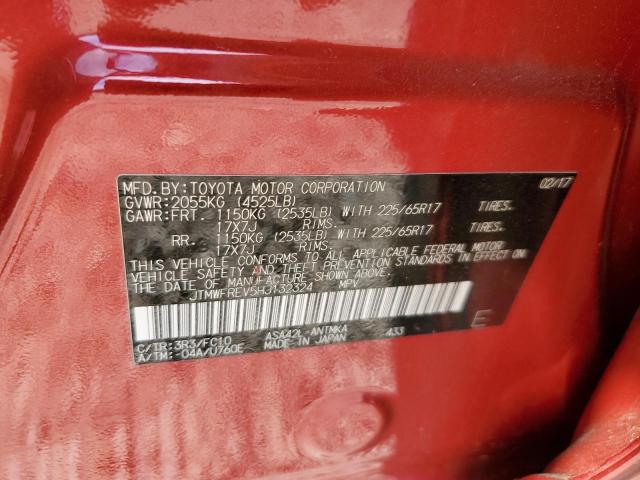 MFD.BY:TOYOTA MOTOR CORPORATION 02/17
GVWR:2055KG (4525LB)
GAWR:FRT. 1150KG (2535LB) WITH 225/65R17 TIRES.
17X7J RIMS.
RR. 1150KG (2535LB) WITH 225/65R17 TIRES.
17X7J RIMS.
THIS VEHICLE CONFORMS TO ALL APPLICABLE FEDERAL MOTOR
VEHICLE SAFETY AND THEFT PREVENTION STANDARDS IN EFFECT ON
THE DATE OF MANUFACTURE SHOWN ABOVE.
JTMWFREV5HJ132324 MPV
C/TR:3R3/FC10 ASA42L-ANTMKA 433 E
A/TM:-04A/U760E MADE IN JAPAN